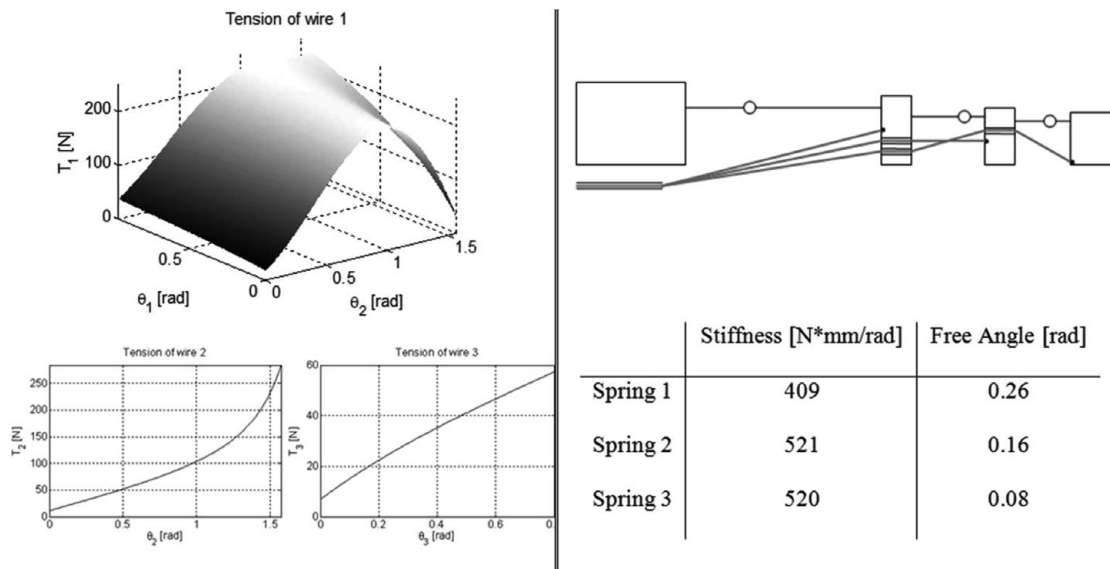 Tension of wire 1
T1 [N]
200
100
0
0.5
0
0
0.5
1
1.5
θ1 [rad]
θ2 [rad]
Tension of wire 2
T2 [N]
250
200
150
100
50
0
0 0.5 1 1.5
θ2 [rad]
Tension of wire 3
T3 [N]
60
40
20
0
0 0.2 0.4 0.6 0.
θ3 [rad]
Stiffness [N*mm/rad] Free Angle [rad]
Spring 1 409 0.26
Spring 2 521 0.16
Spring 3 520 0.08